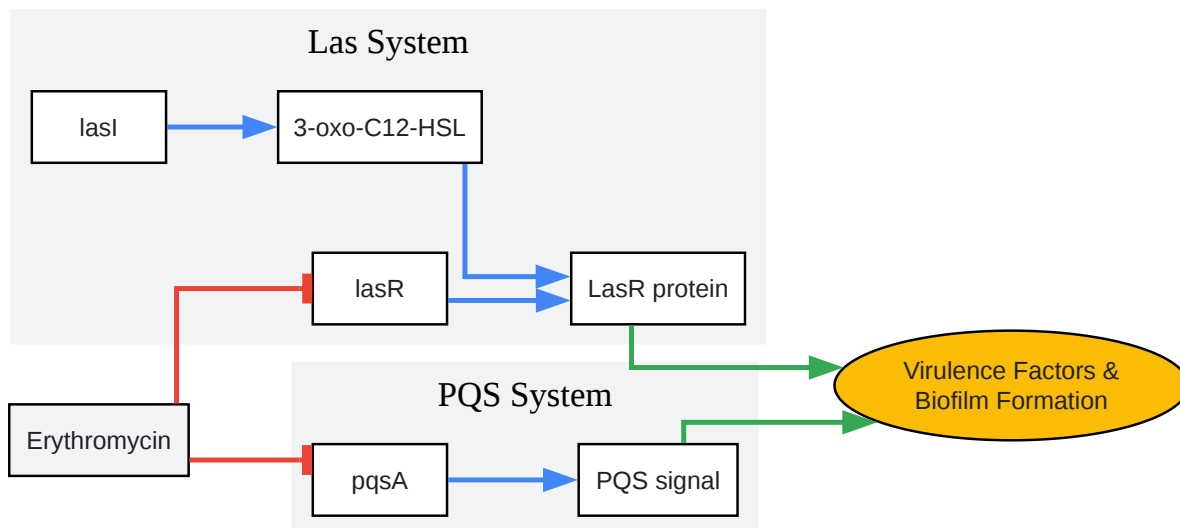 Las System
lasI
3-oxo-C12-HSL
lasR
LasR protein
PQS System
Erythromycin
pqsA
PQS signal
Virulence Factors &
Biofilm Formation